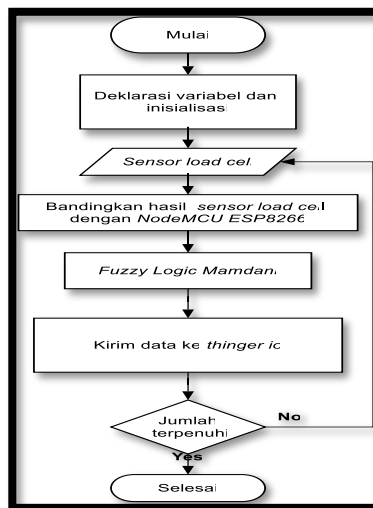 Mulai
Deklarasi variabel dan
inisialisasi
Sensor load cel.
Bandingkan hasil sensor load cell
dengan NodeMCU ESP8266
Fuzzy Logic Mamdani
Kirim data ke thinger io
Jumlah
terpenuhi
No
Yes
Selesai